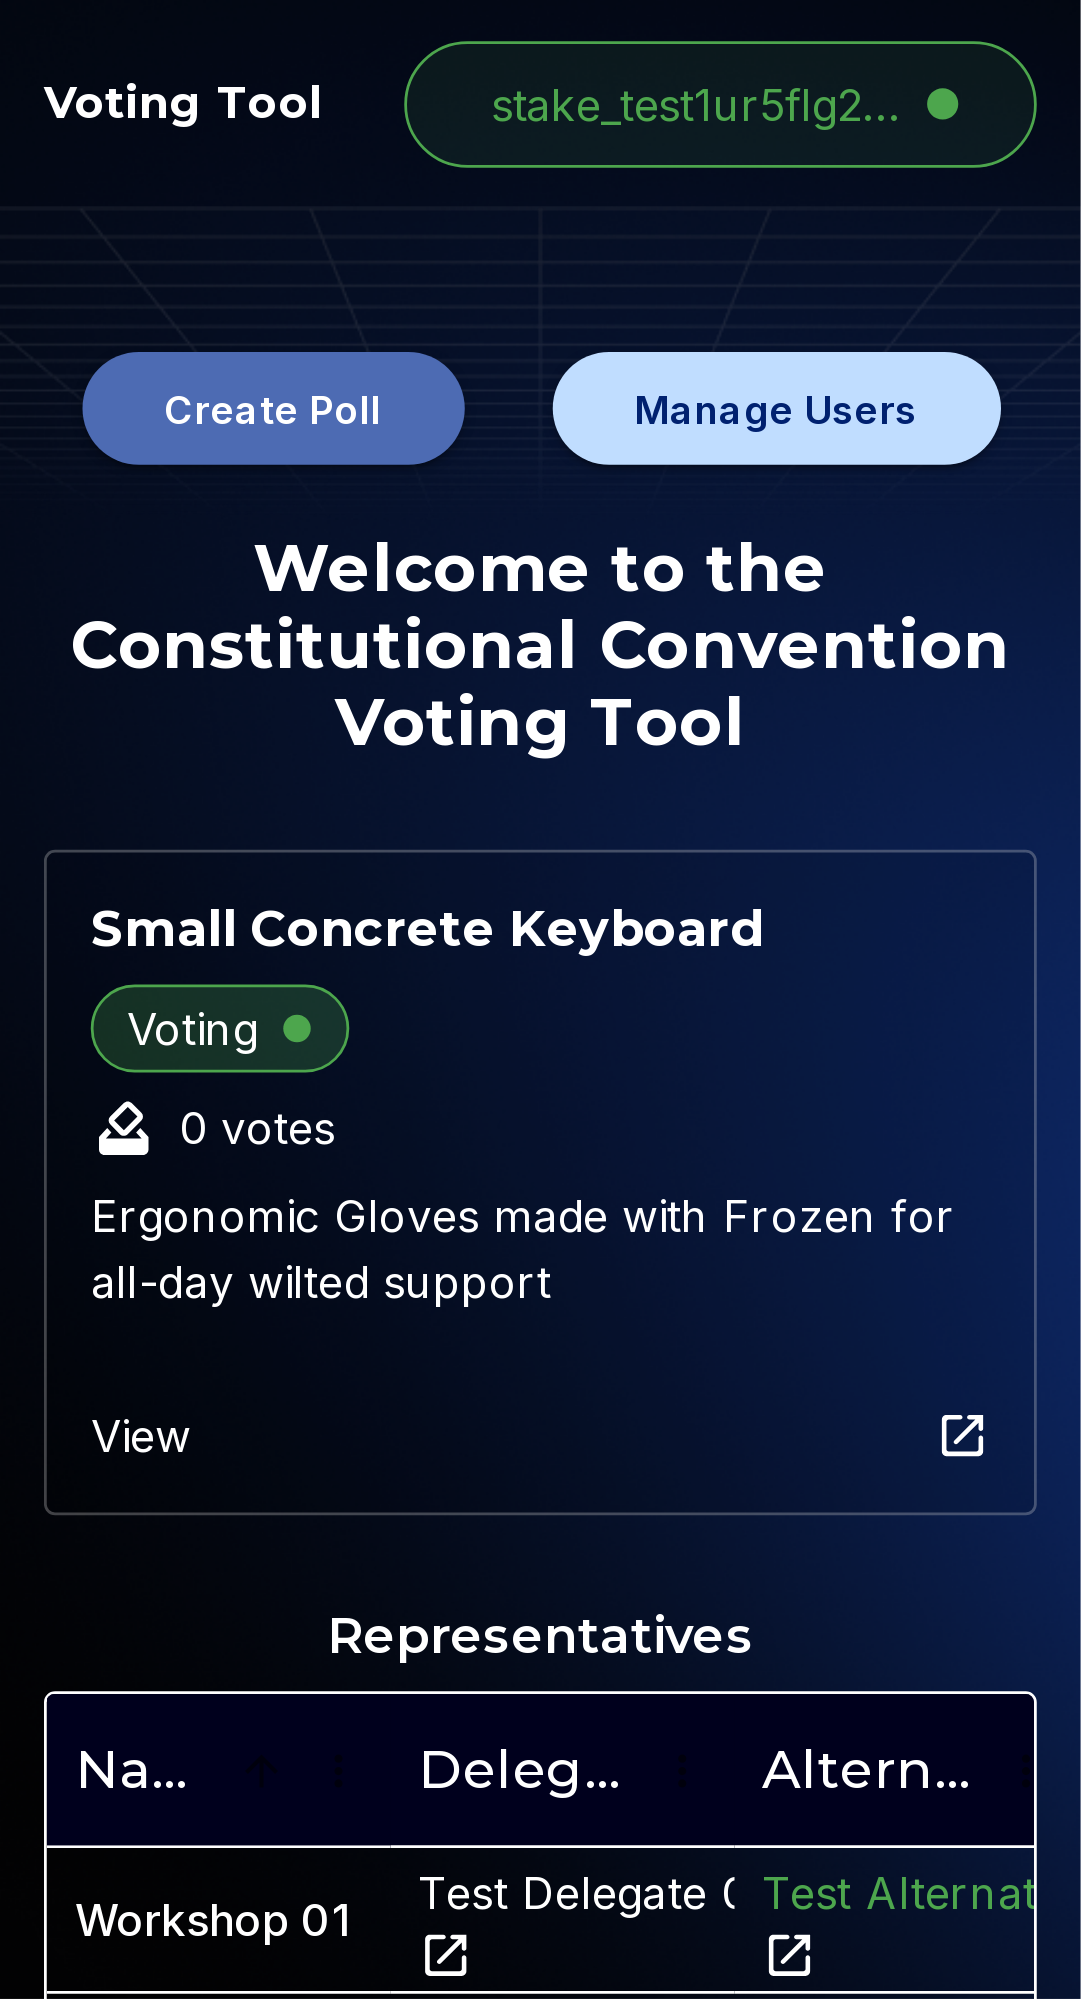 Voting Tool
stake_test1ur5flg2...
Create Poll
Manage Users
Welcome to the
Constitutional Convention
Voting Tool
Small Concrete Keyboard
Voting
0 votes
Ergonomic Gloves made with Frozen for
all-day wilted support
View
Representatives
Na...
Deleg...
Altern...
Workshop 01
Test Delegate
Test Alternat